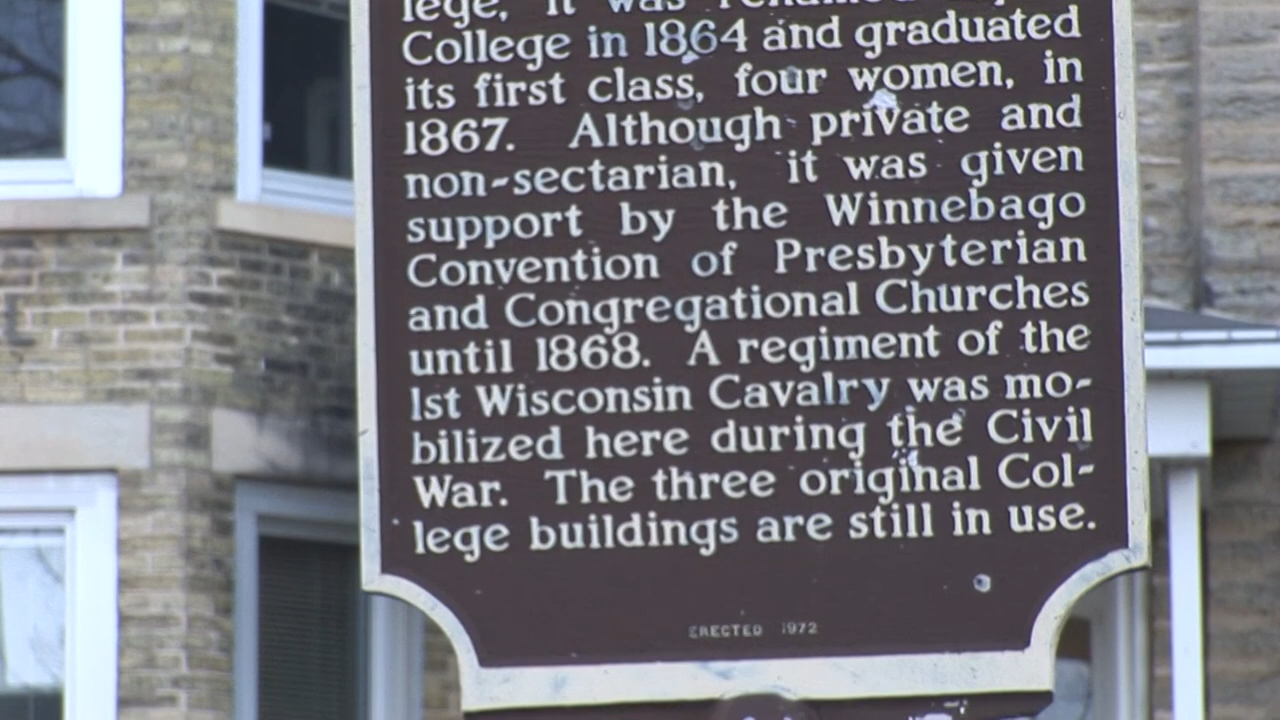 lege, it was
College in 1864 and graduated
its first class, four women, in
1867. Although private and
non-sectarian, it was given
support by the Winnebago
Convention of Presbyterian
and Congregational Churches
until 1868. A regiment of the
1st Wisconsin Cavalry was mo-
bilized here during the Civil
War. The three original Col-
lege buildings are still in use.
ERECTED 1972